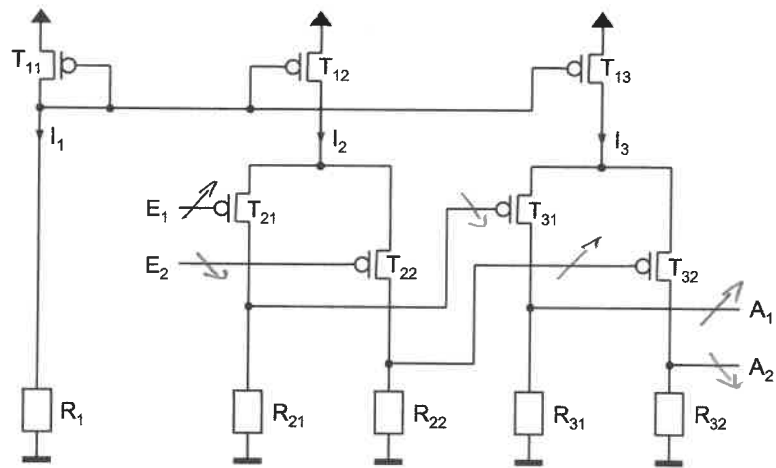 T11 T12 T13
I1 I2 I3
E1 T21 T31
E2 T22 T32
A1
A2
R1 R21 R22 R31 R32